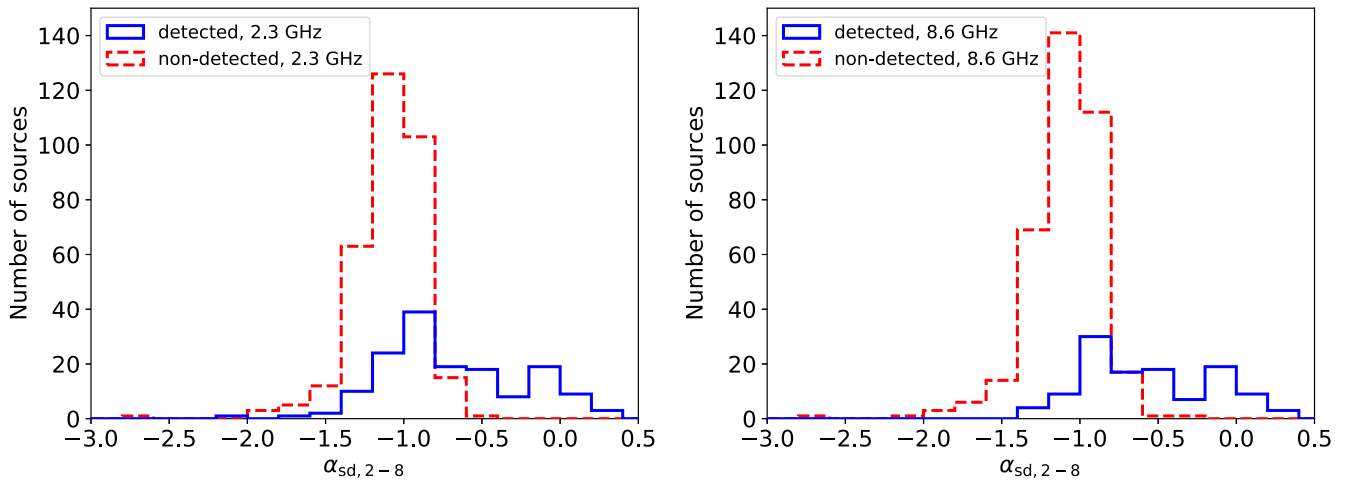 detected, 2.3 GHz
non-detected, 2.3 GHz
Number of sources
140
120
100
80
60
40
20
0
−3.0 −2.5 −2.0 −1.5 −1.0 −0.5 0.0 0.5
α_sd, 2 − 8
detected, 8.6 GHz
non-detected, 8.6 GHz
Number of sources
140
120
100
80
60
40
20
0
−3.0 −2.5 −2.0 −1.5 −1.0 −0.5 0.0 0.5
α_sd, 2 − 8